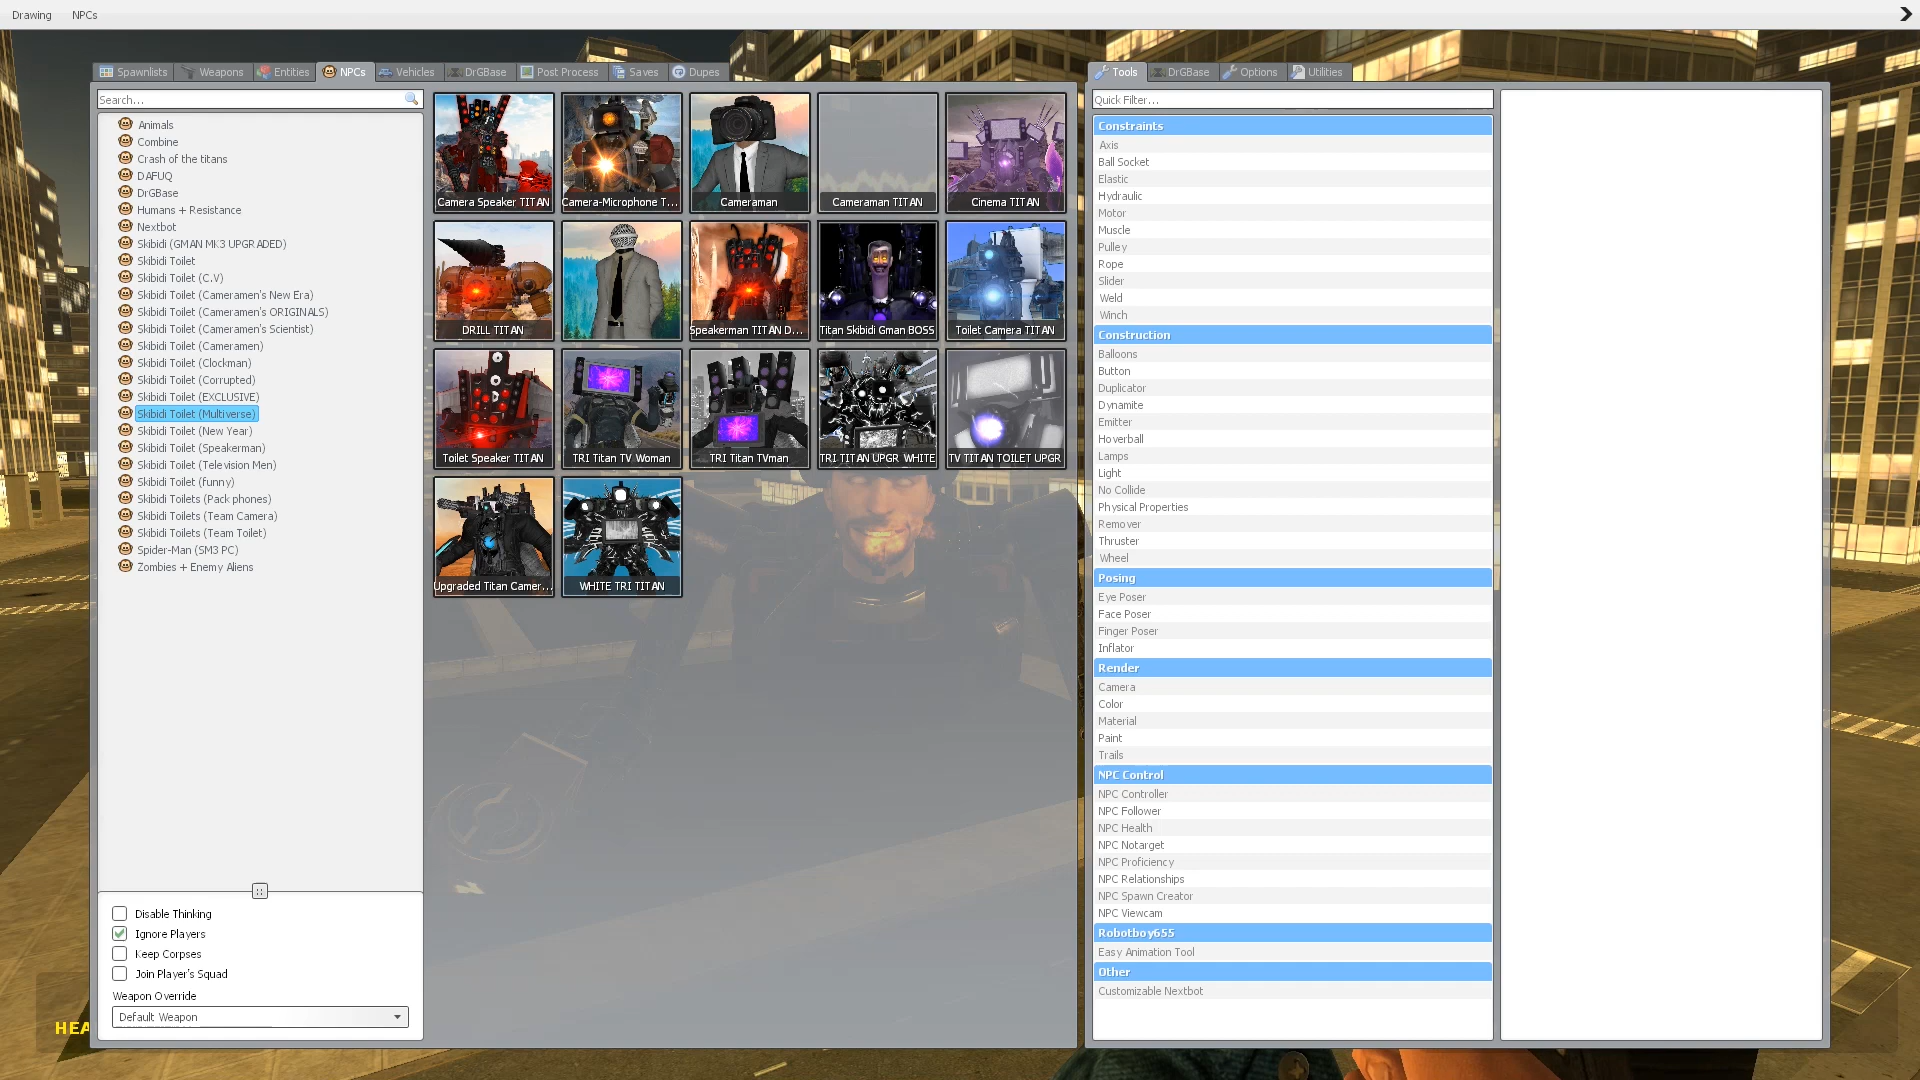 Drawing NPCs
Spawnlists Weapons Entities NPCs Vehicles DrGBase Post Process Saves Dupes
Search...
Animals
Combine
Crash of the titans
DAFUQ
DrGBase
Humans + Resistance
Nextbot
Skibidi (GMAN MK3 UPGRADED)
Skibidi Toilet
Skibidi Toilet (C.V)
Skibidi Toilet (Cameramen's New Era)
Skibidi Toilet (Cameramen's ORIGINALS)
Skibidi Toilet (Cameramen's Scientist)
Skibidi Toilet (Cameramen)
Skibidi Toilet (Clockman)
Skibidi Toilet (Corrupted)
Skibidi Toilet (EXCLUSIVE)
Skibidi Toilet (Multiverse)
Skibidi Toilet (New Year)
Skibidi Toilet (Speakerman)
Skibidi Toilet (Television Men)
Skibidi Toilet (funny)
Skibidi Toilets (Pack phones)
Skibidi Toilets (Team Camera)
Skibidi Toilets (Team Toilet)
Spider-Man (SM3 PC)
Zombies + Enemy Aliens
Disable Thinking
Ignore Players
Keep Corpses
Join Player's Squad
Weapon Override
Default Weapon
HEA
Camera Speaker TITAN
Camera-Microphone T...
Cameraman
Cameraman TITAN
Cinema TITAN
DRILL TITAN
Speakerman TITAN D...
Titan Skibidi Gman BOSS
Toilet Camera TITAN
Toilet Speaker TITAN
TRI Titan TV Woman
TRI Titan TVman
TRI TITAN UPGR WHITE
TV TITAN TOILET UPGR
Upgraded Titan Camer...
WHITE TRI TITAN
Tools DrGBase Options Utilities
Quick Filter...
Constraints
Axis
Ball Socket
Elastic
Hydraulic
Motor
Muscle
Pulley
Rope
Slider
Weld
Winch
Construction
Balloons
Button
Duplicator
Dynamite
Emitter
Hoverball
Lamps
Light
No Collide
Physical Properties
Remover
Thruster
Wheel
Posing
Eye Poser
Face Poser
Finger Poser
Inflator
Render
Camera
Color
Material
Paint
Trails
NPC Control
NPC Controller
NPC Follower
NPC Health
NPC Notarget
NPC Proficiency
NPC Relationships
NPC Spawn Creator
NPC Viewcam
Robotboy655
Easy Animation Tool
Other
Customizable Nextbot